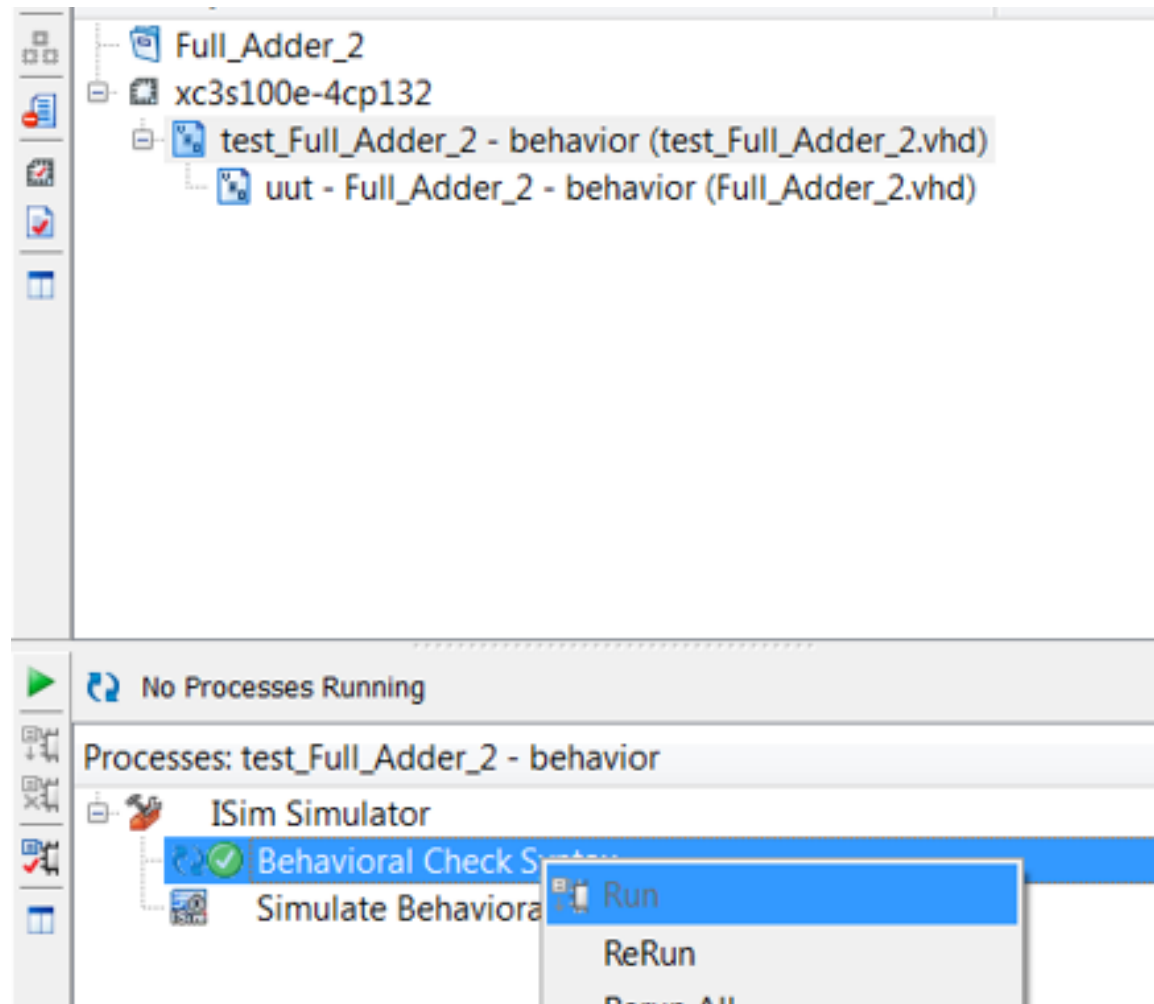 Full_Adder_2
xc3s100e-4cp132
test_Full_Adder_2 - behavior (test_Full_Adder_2.vhd)
uut - Full_Adder_2 - behavior (Full_Adder_2.vhd)
No Processes Running
Processes: test_Full_Adder_2 - behavior
ISim Simulator
Behavioral Check
Simulate
Run
ReRun